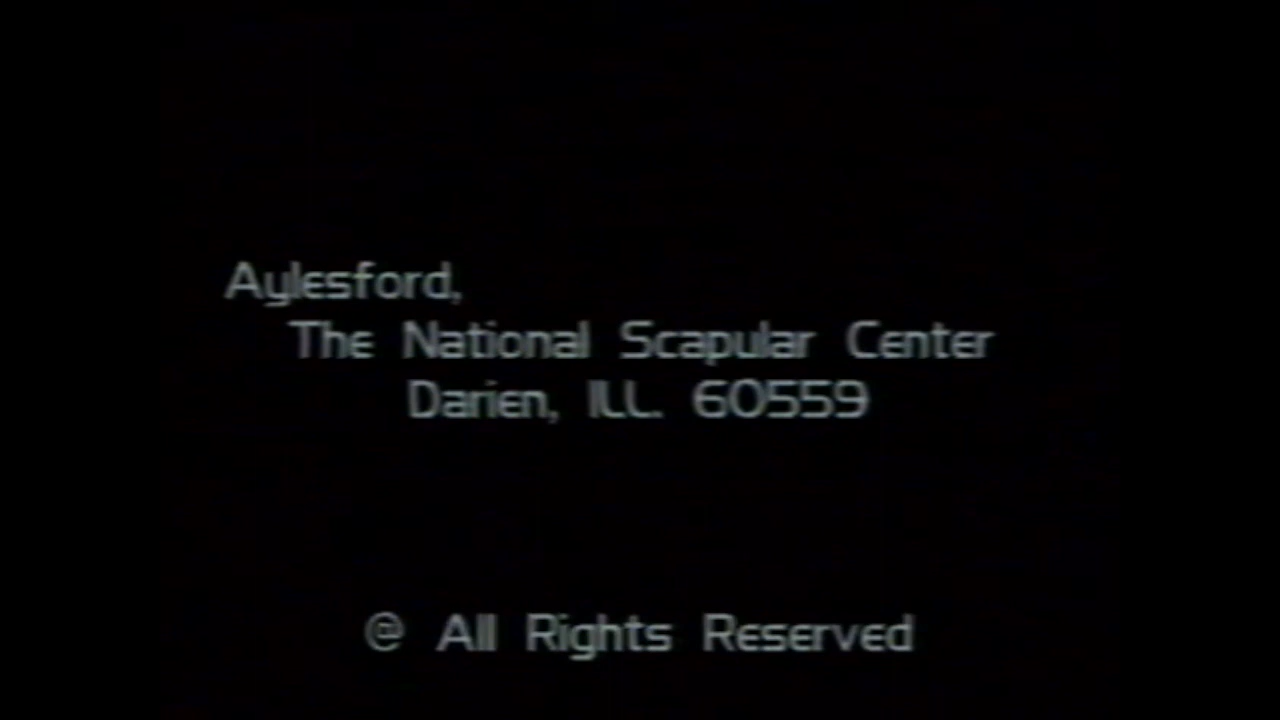 Aylesford,
The National Scapular Center
Darien, ILL. 60559
@ All Rights Reserved